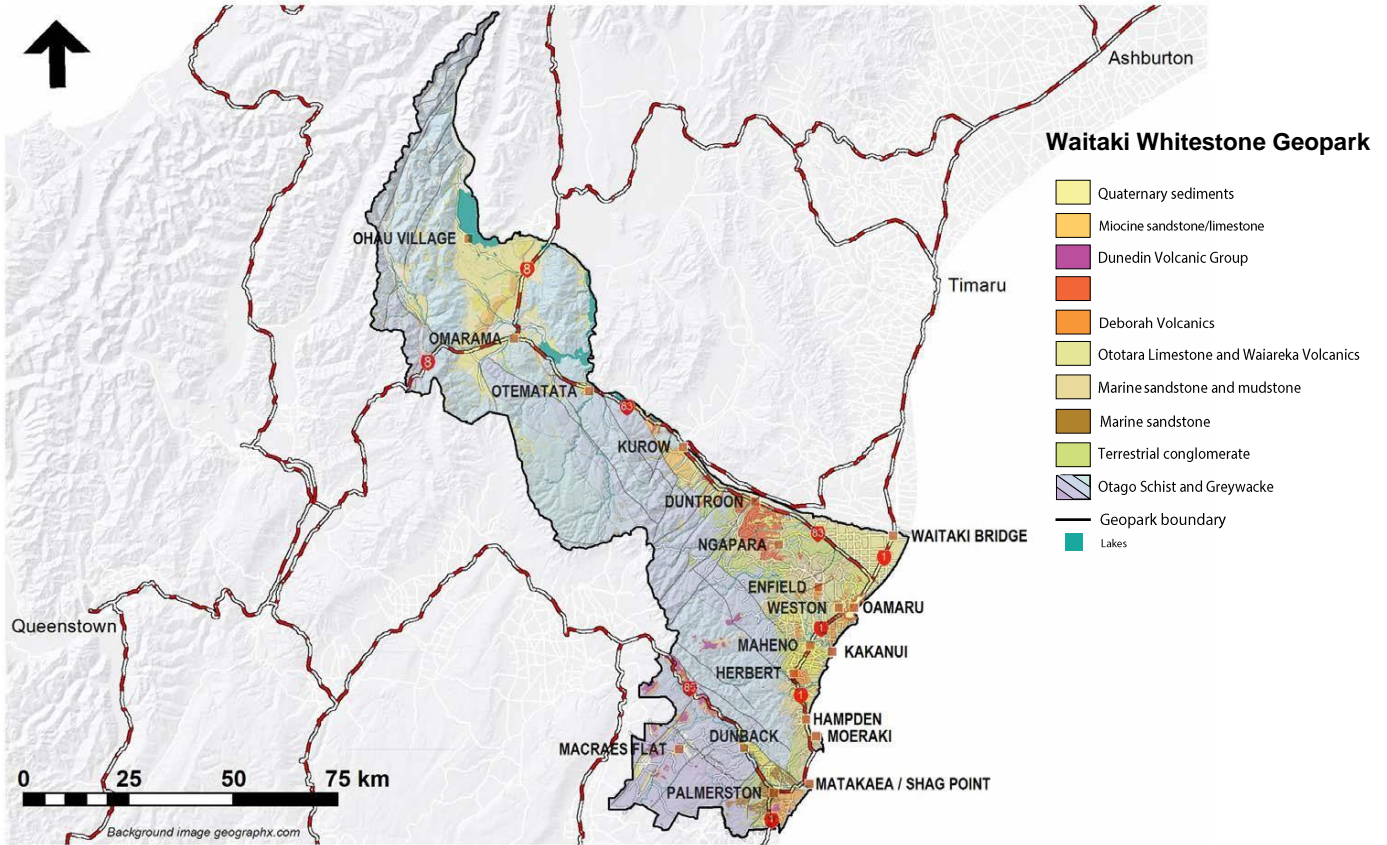 Ashburton
Waitaki Whitestone Geopark
Quaternary sediments
Miocine sandstone/limestone
Dunedin Volcanic Group
Deborah Volcanics
Ototara Limestone and Waiareka Volcanics
Marine sandstone and mudstone
Marine sandstone
Terrestrial conglomerate
Otago Schist and Greywacke
Geopark boundary
Lakes
OHAU VILLAGE
8
Timaru
OMARAMA
8
OTEMATATA
83
KUROW
DUNTROON
NGAPARA
83
WAITAKI BRIDGE
1
ENFIELD
WESTON
OAMARU
1
Queenstown
MAHENO
KAKANUI
HERBERT
85
1
HAMPDEN
DUNBACK
MOERAKI
MACRAES FLAT
MATAKAEA / SHAG POINT
PALMERSTON
1
0 25 50 75 km
Background image geographx.com